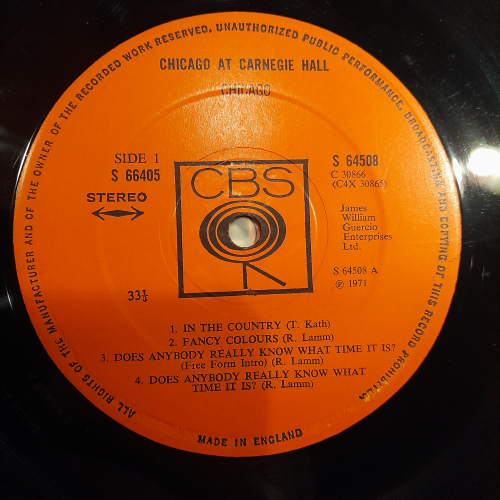 ALL RIGHTS OF THE MANUFACTURER AND OF THE OWNER OF THE RECORDED WORK RESERVED. UNAUTHORIZED PUBLIC PERFORMANCE, BROADCASTING AND COPYING OF THIS RECORD PROHIBITED
CHICAGO AT CARNEGIE HALL
CHICAGO
SIDE 1
S 66405
STEREO
33⅓
CBS
S 64508
C 30866
(C4X 30865)
James
William
Guercio
Enterprises
Ltd.
S 64508 A
℗ 1971
1. IN THE COUNTRY (T. Kath)
2. FANCY COLOURS (R. Lamm)
3. DOES ANYBODY REALLY KNOW WHAT TIME IT IS?
(Free Form Intro) (R. Lamm)
4. DOES ANYBODY REALLY KNOW WHAT
TIME IT IS? (R. Lamm)
MADE IN ENGLAND